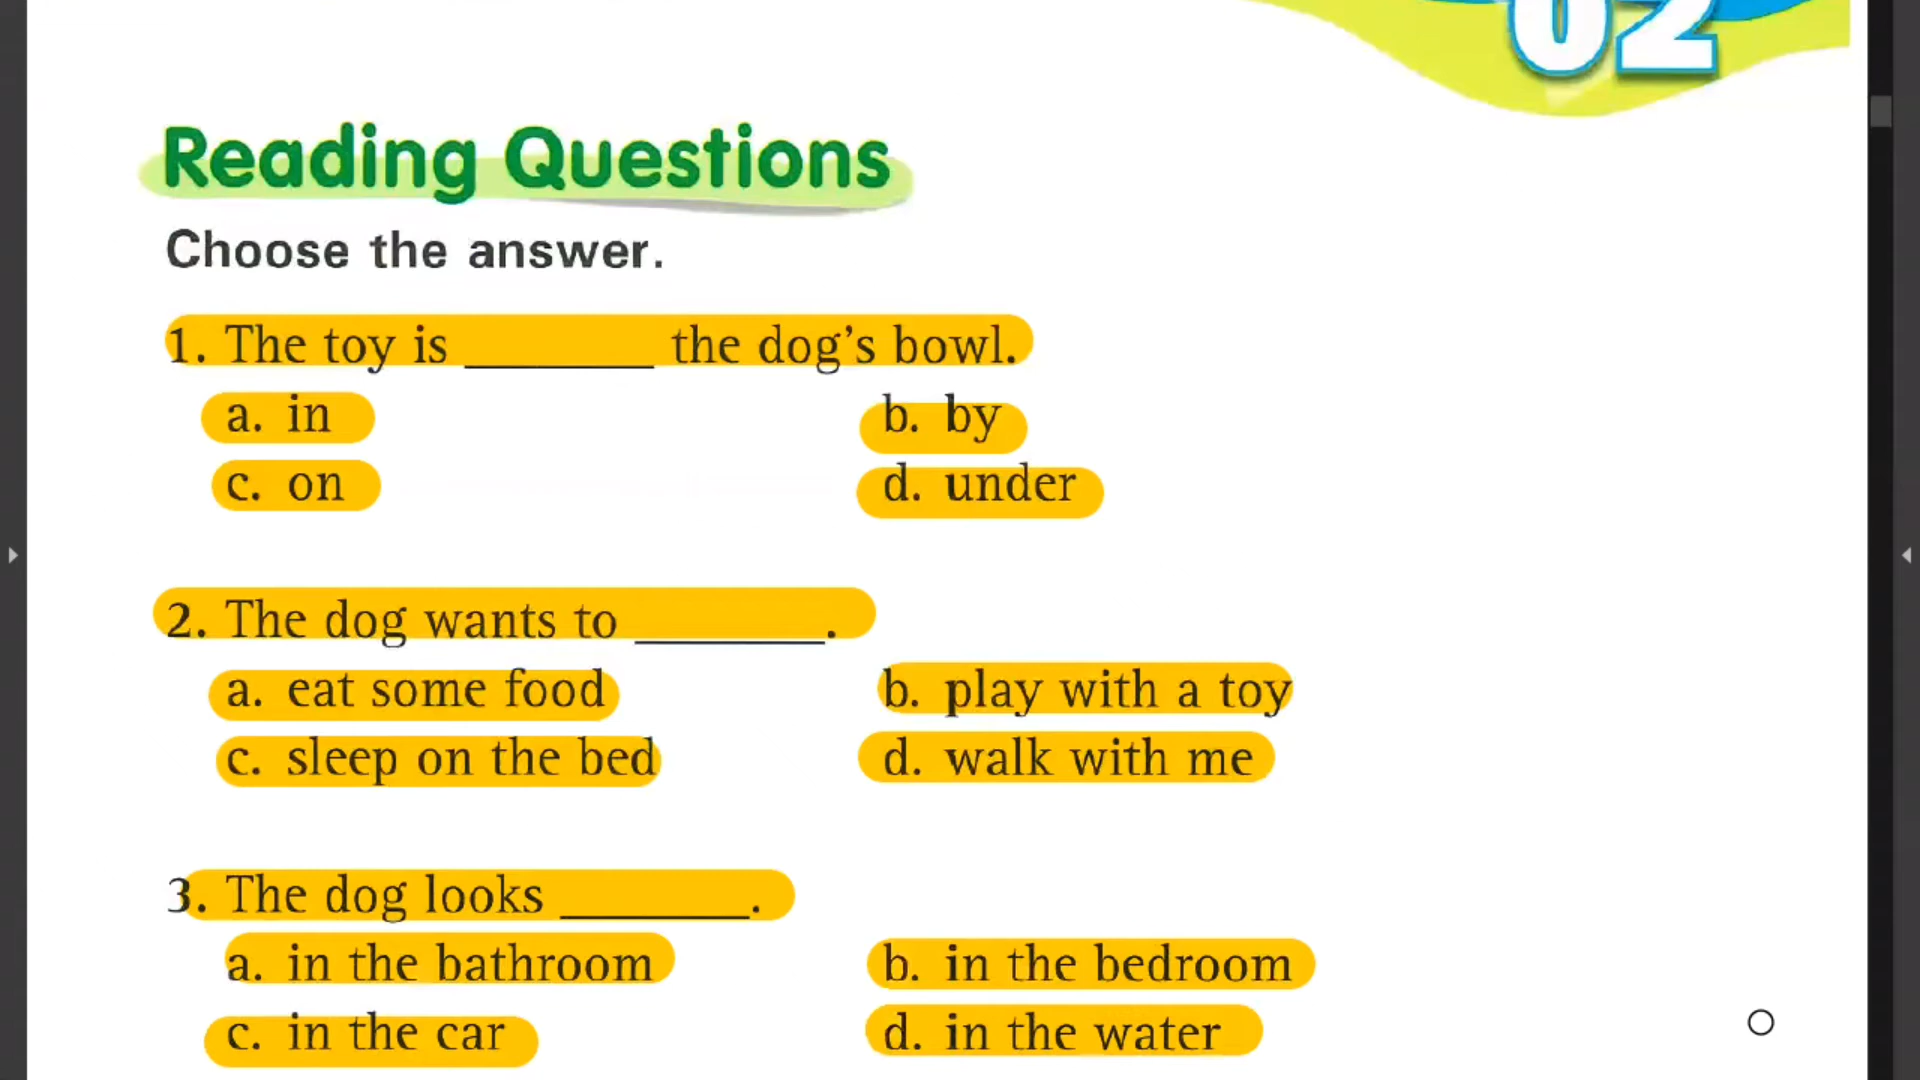 02
Reading Questions
Choose the answer.
1. The toy is ________ the dog's bowl.
a. in
b. by
c. on
d. under
2. The dog wants to ________.
a. eat some food
b. play with a toy
c. sleep on the bed
d. walk with me
3. The dog looks ________.
a. in the bathroom
b. in the bedroom
c. in the car
d. in the water